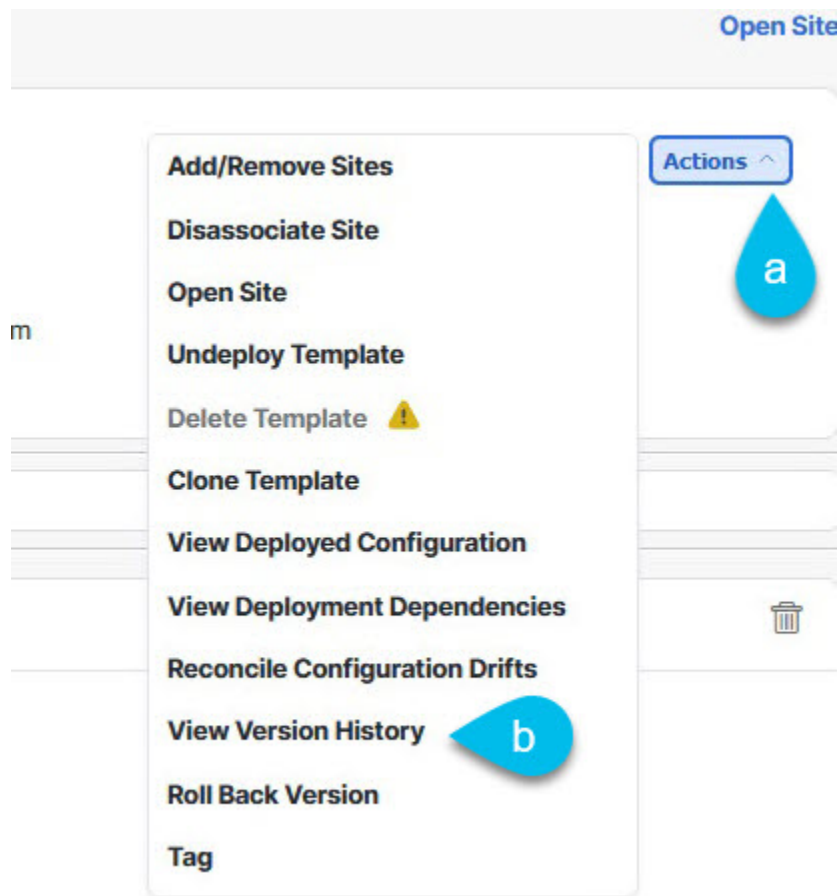 Open Site
Add/Remove Sites
Actions
a
Disassociate Site
Open Site
m
Undeploy Template
Delete Template
Clone Template
View Deployed Configuration
View Deployment Dependencies
Reconcile Configuration Drifts
View Version History
b
Roll Back Version
Tag